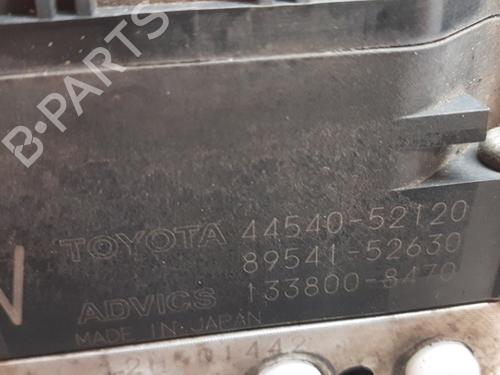 B-PARTS
TOYOTA 44540-52120
89541-52630
N
ADVICS 133800-8470
MADE IN JAPAN